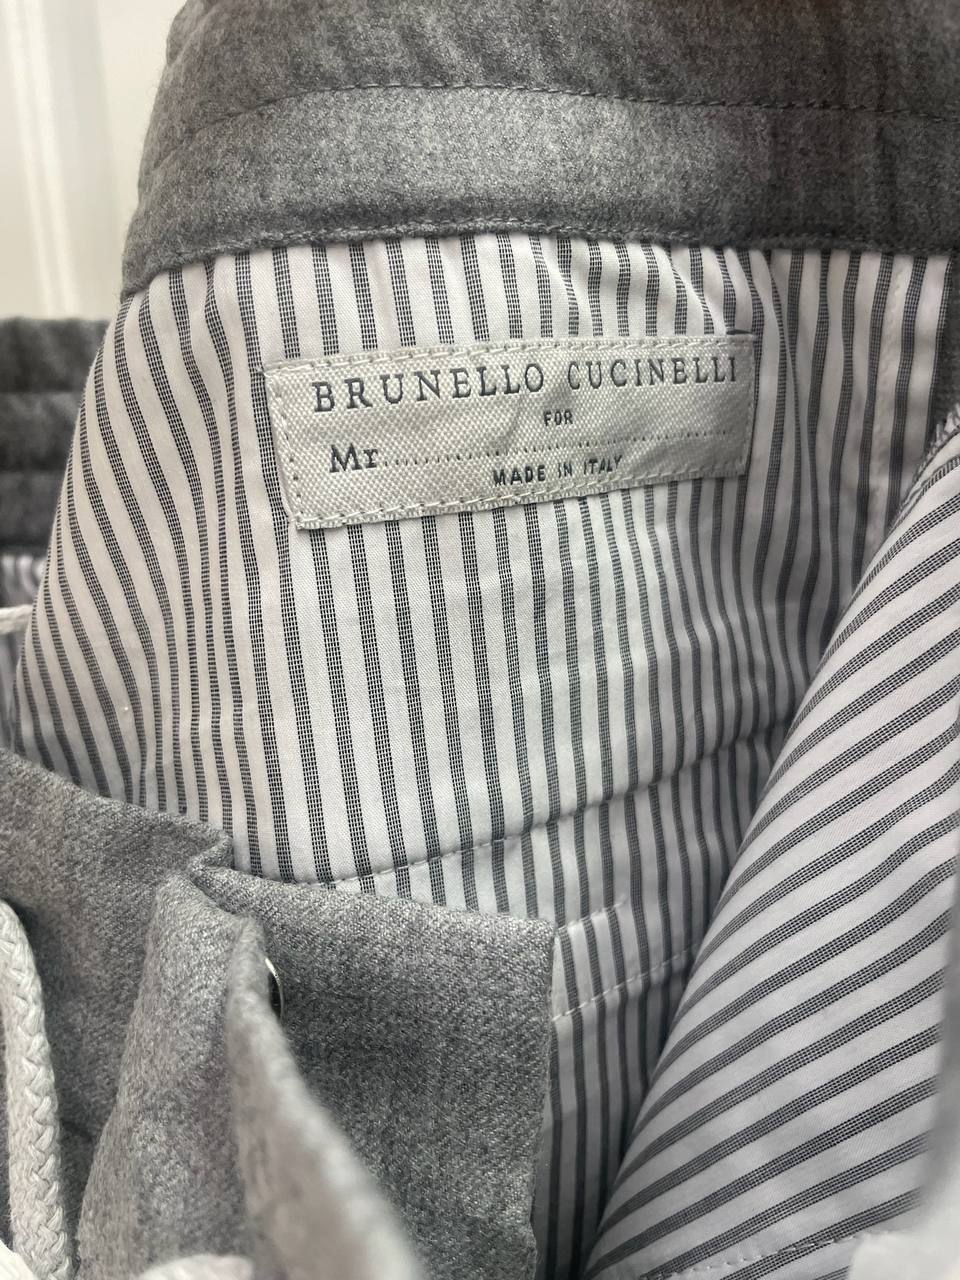 BRUNELLO CUCINELLI
FOR
Mr..............................................
MADE IN ITALY